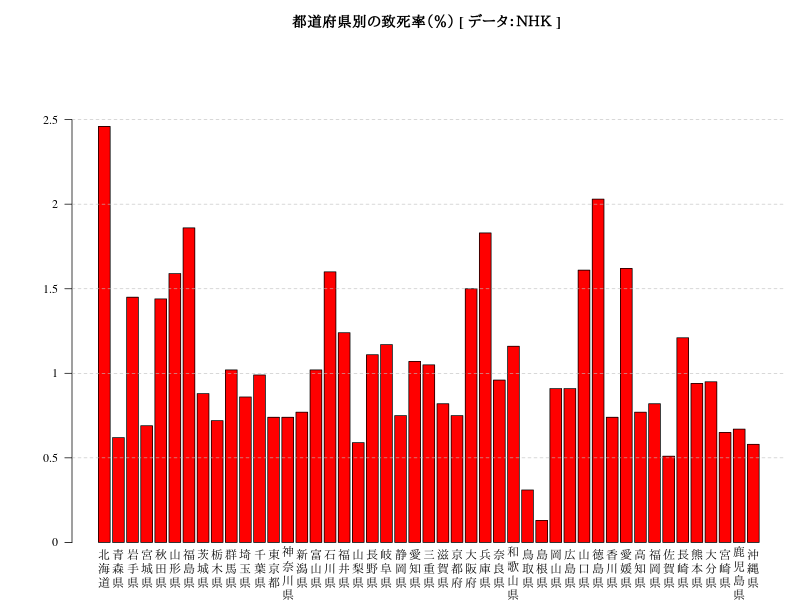 都道府県別の致死率(%) [ データ:NHK ]
2.5
2
1.5
1
0.5
0
北海道
青森県
岩手県
宮城県
秋田県
山形県
福島県
茨城県
栃木県
群馬県
埼玉県
千葉県
東京都
神奈川県
新潟県
富山県
石川県
福井県
山梨県
長野県
岐阜県
静岡県
愛知県
三重県
滋賀県
京都府
大阪府
兵庫県
奈良県
和歌山県
鳥取県
島根県
岡山県
広島県
山口県
徳島県
香川県
愛媛県
高知県
福岡県
佐賀県
長崎県
熊本県
大分県
宮崎県
鹿児島県
沖縄県